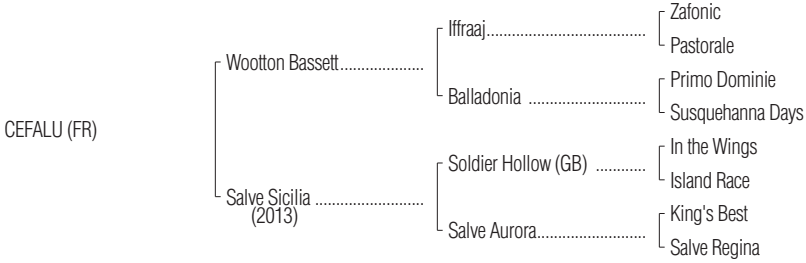 Zafonic
Iffraaj
Pastorale
Wootton Bassett
Primo Dominie
Balladonia
Susquehanna Days
CEFALU (FR)
In the Wings
Soldier Hollow (GB)
Island Race
Salve Sicilia
(2013)
King's Best
Salve Aurora
Salve Regina